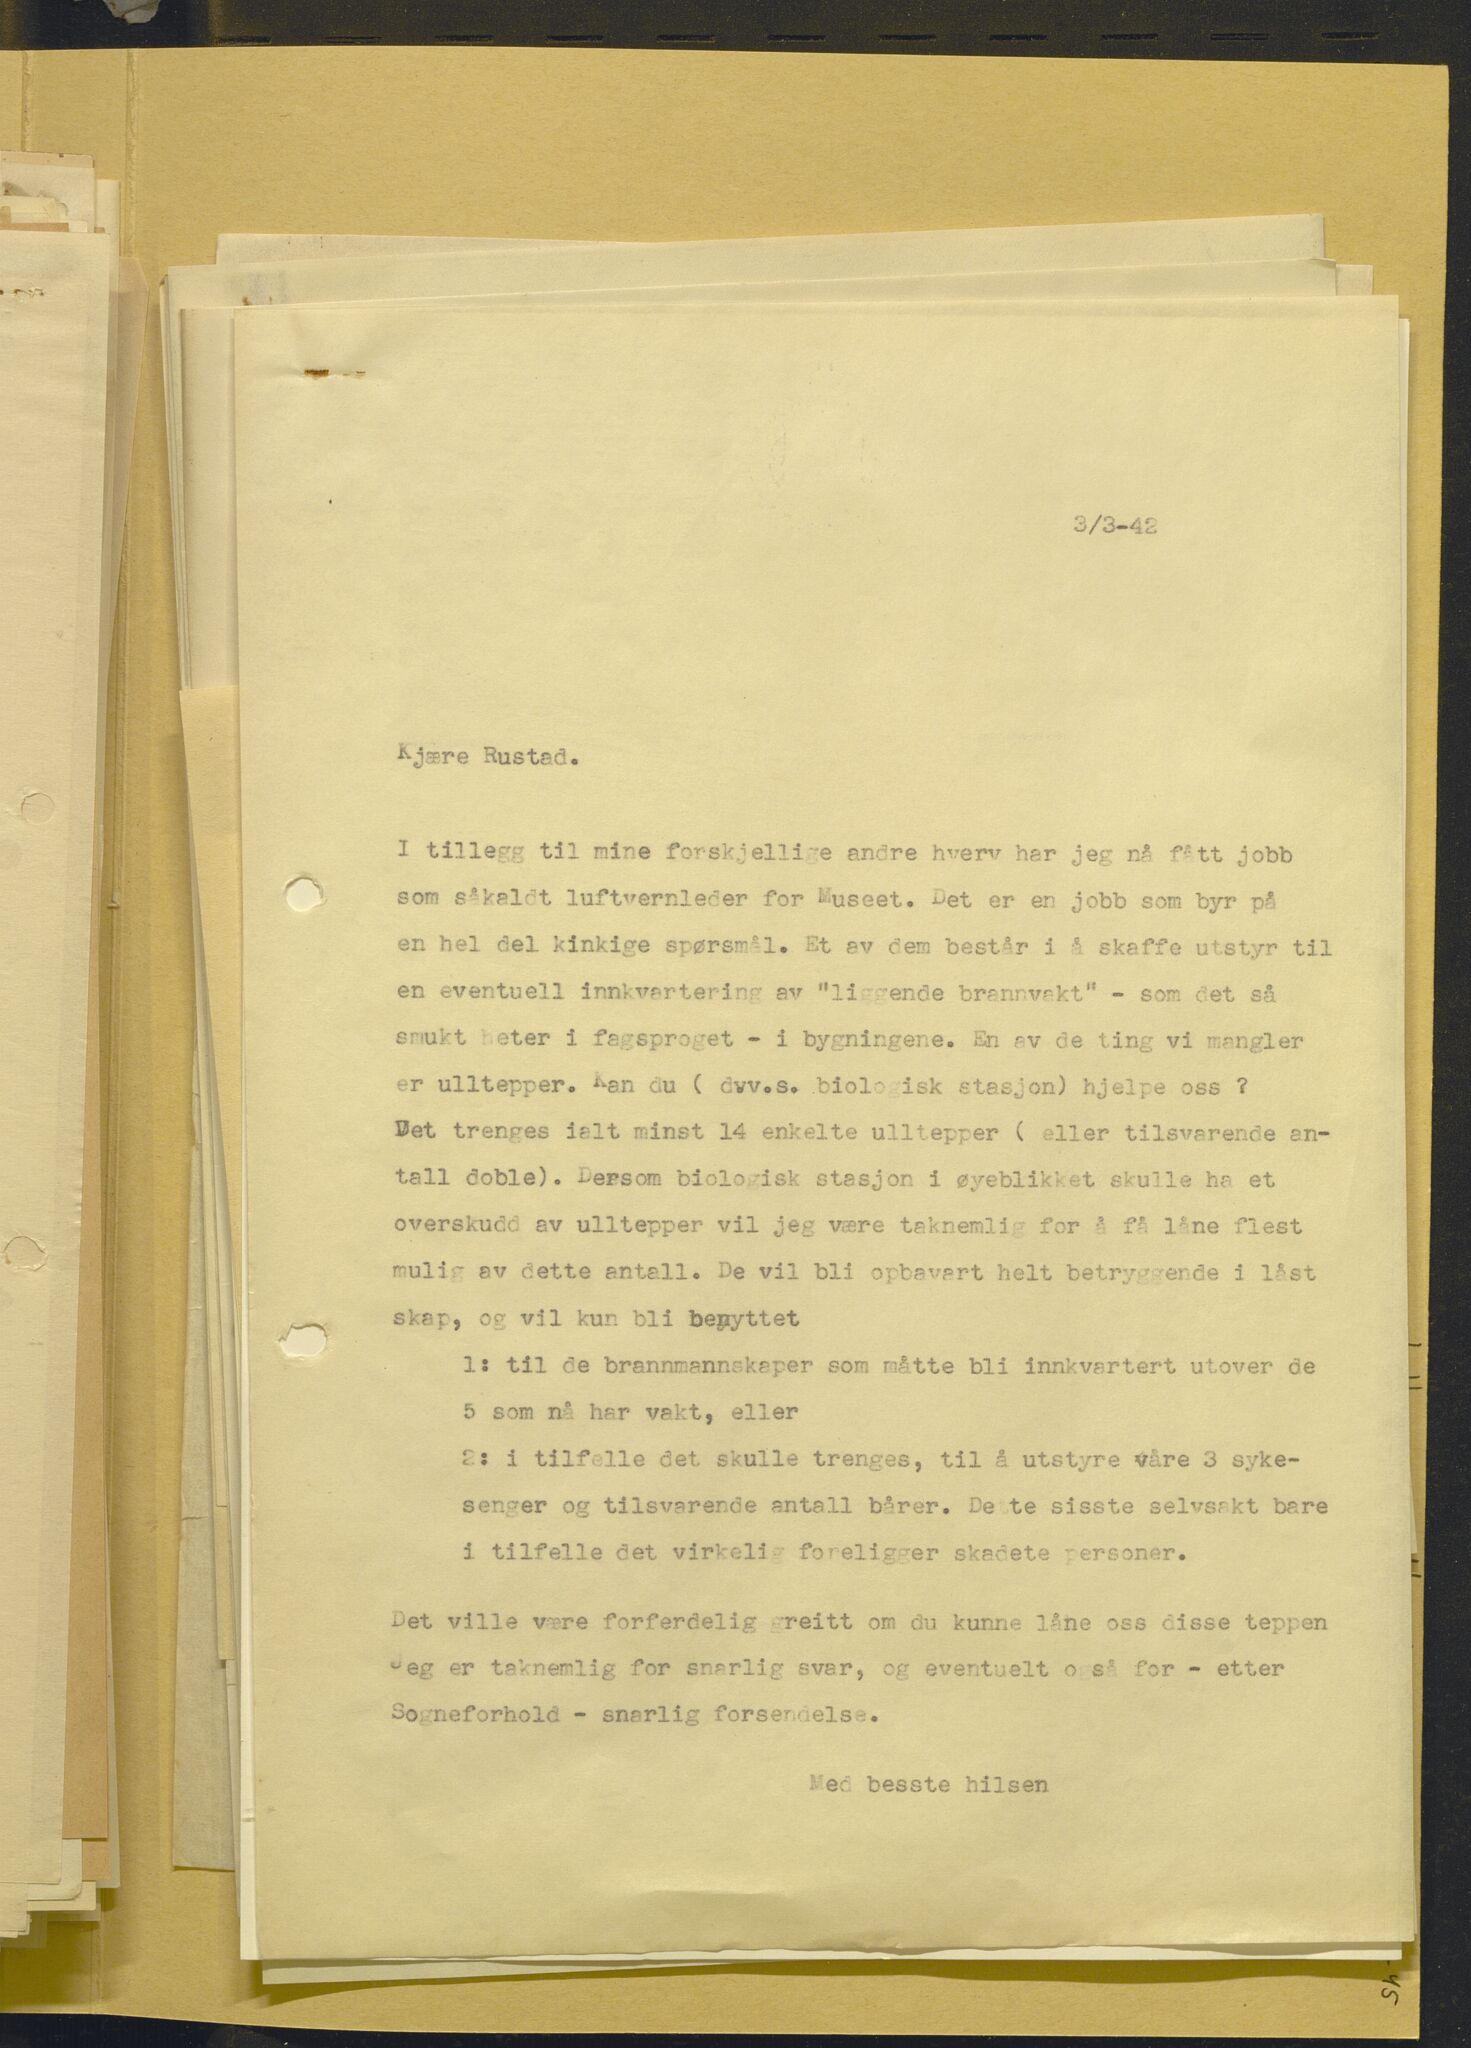 3/3-42
Kjære Rustad.
I tillegg til mine forskjellige andre hverv har jeg nå fått jobb
som såkaldt luftvernleder for Museet. Det er en jobb som byr på
en hel del kinkige spørsmål. Et av dem består i å skaffe utstyr til
en eventuell innkvartering av "liggende brannvakt" - som det så
smukt heter i fagsproget - i bygningene. En av de ting vi mangler
er ulltepper. Kan du ( dvv.s. biologisk stasjon) hjelpe oss ?
Det trenges ialt minst 14 enkelte ulltepper ( eller tilsvarende an-
tall doble). Dersom biologisk stasjon i øyeblikket skulle ha et
overskudd av ulltepper vil jeg være taknemlig for å få låne flest
mulig av dette antall. De vil bli opbavart helt betryggende i låst
skap, og vil kun bli benyttet
1: til de brannmannskaper som måtte bli innkvartert utover de
5 som nå har vakt, eller
2: i tilfelle det skulle trenges, til å utstyre våre 3 syke-
senger og tilsvarende antall bårer. Dette sisste selvsakt bare
i tilfelle det virkelig foreligger skadete personer.
Det ville være forferdelig greitt om du kunne låne oss disse teppen
Jeg er taknemlig for snarlig svar, og eventuelt også for - etter
Sogneforhold - snarlig forsendelse.
Med besste hilsen
45